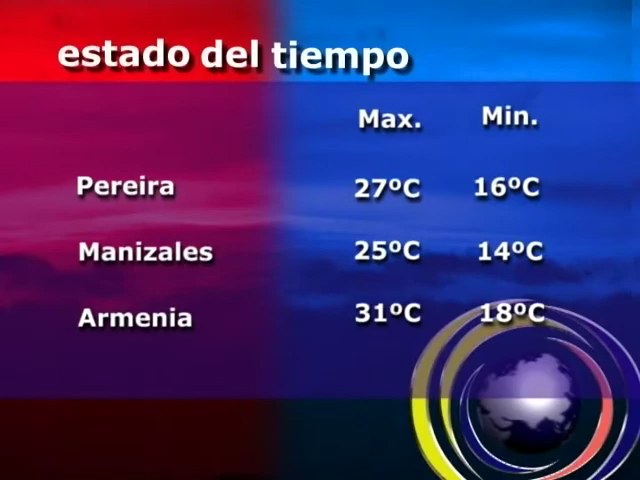 estado del tiempo
Max. Min.
Pereira 27ºC 16ºC
Manizales 25ºC 14ºC
Armenia 31ºC 18ºC